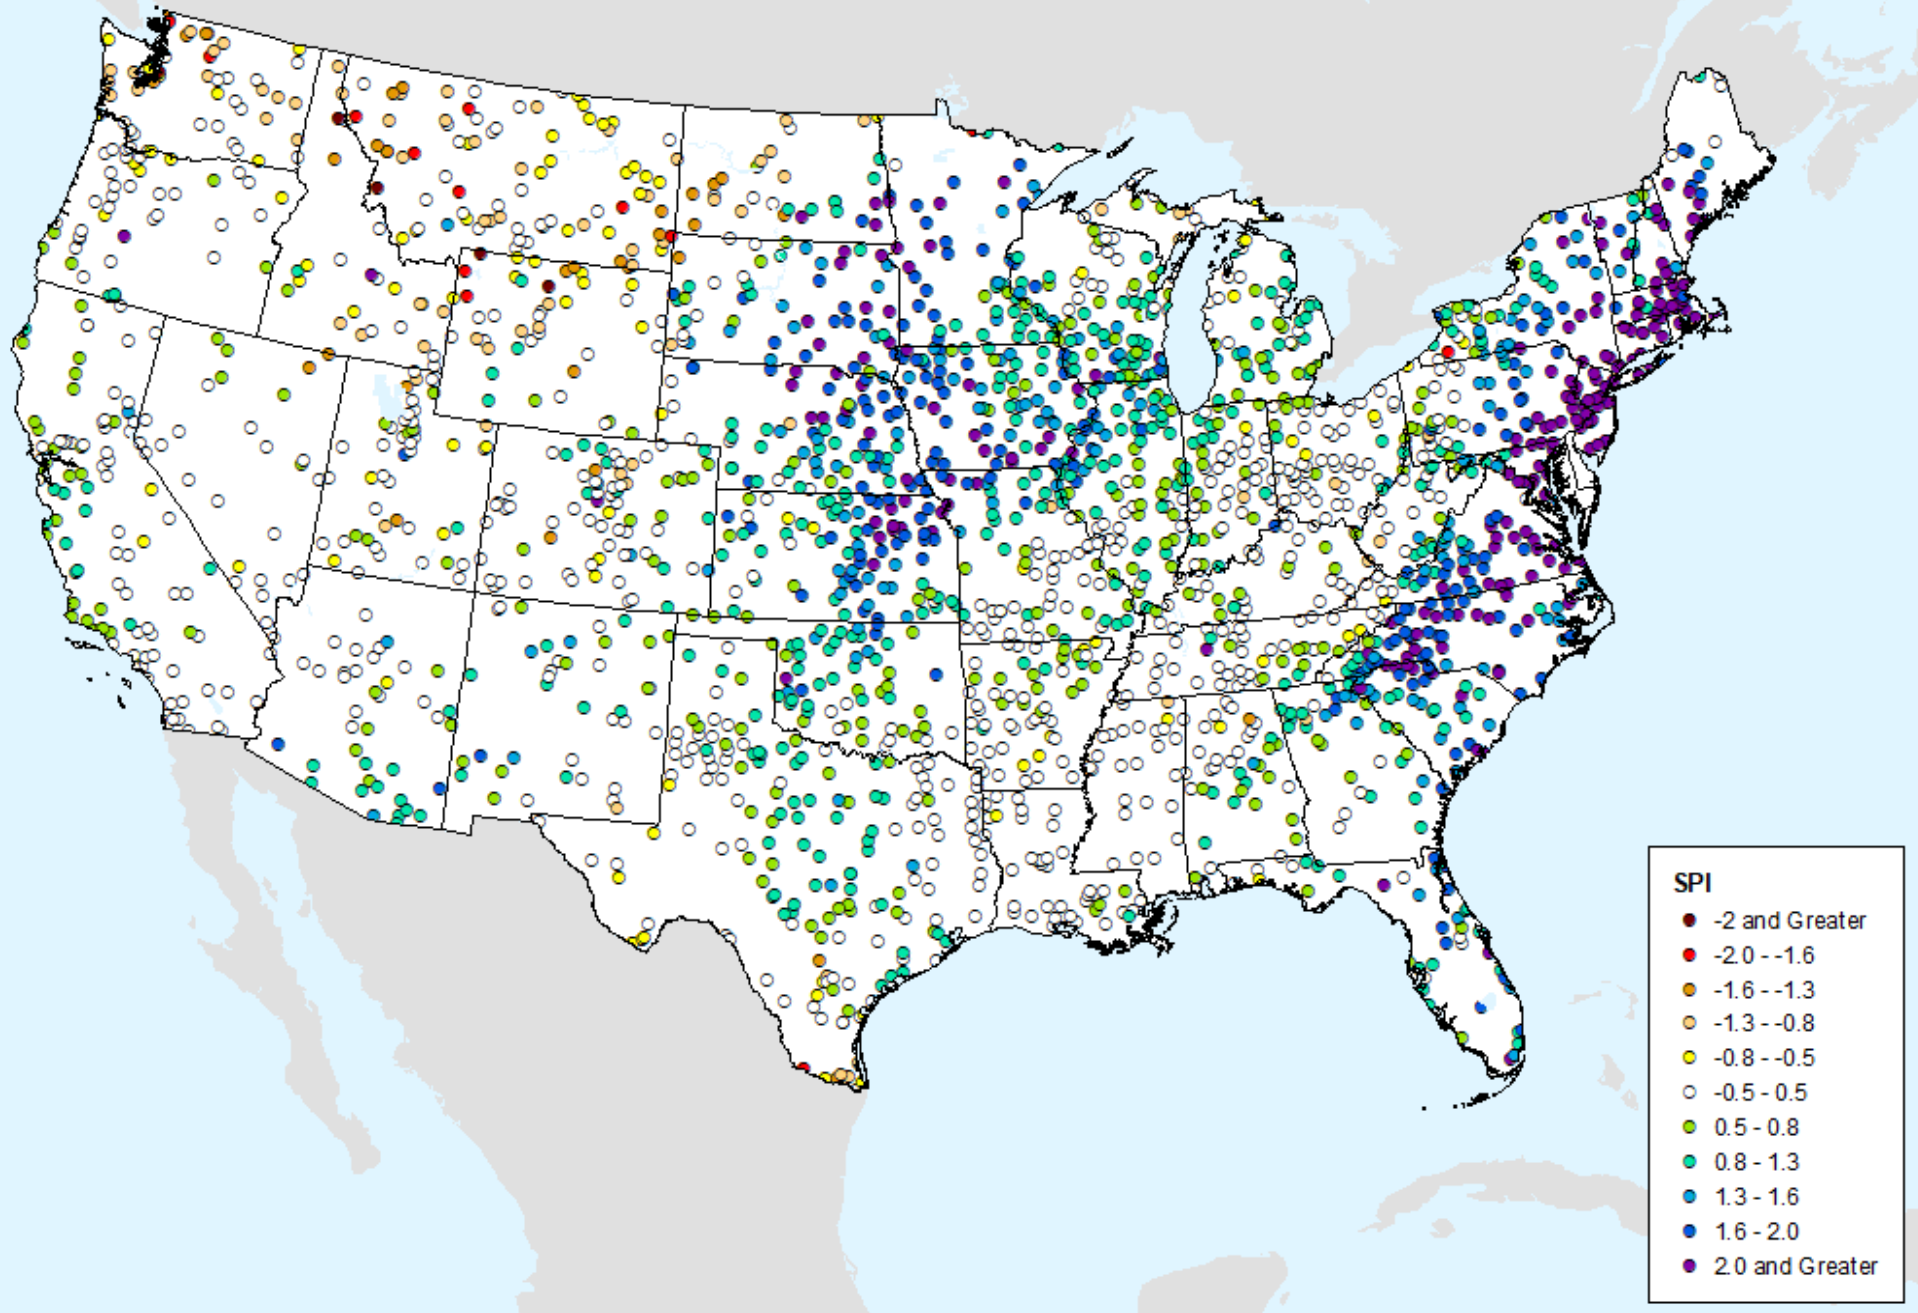 SPI
-2 and Greater
-2.0 - -1.6
-1.6 - -1.3
-1.3 - -0.8
-0.8 - -0.5
-0.5 - 0.5
0.5 - 0.8
0.8 - 1.3
1.3 - 1.6
1.6 - 2.0
2.0 and Greater